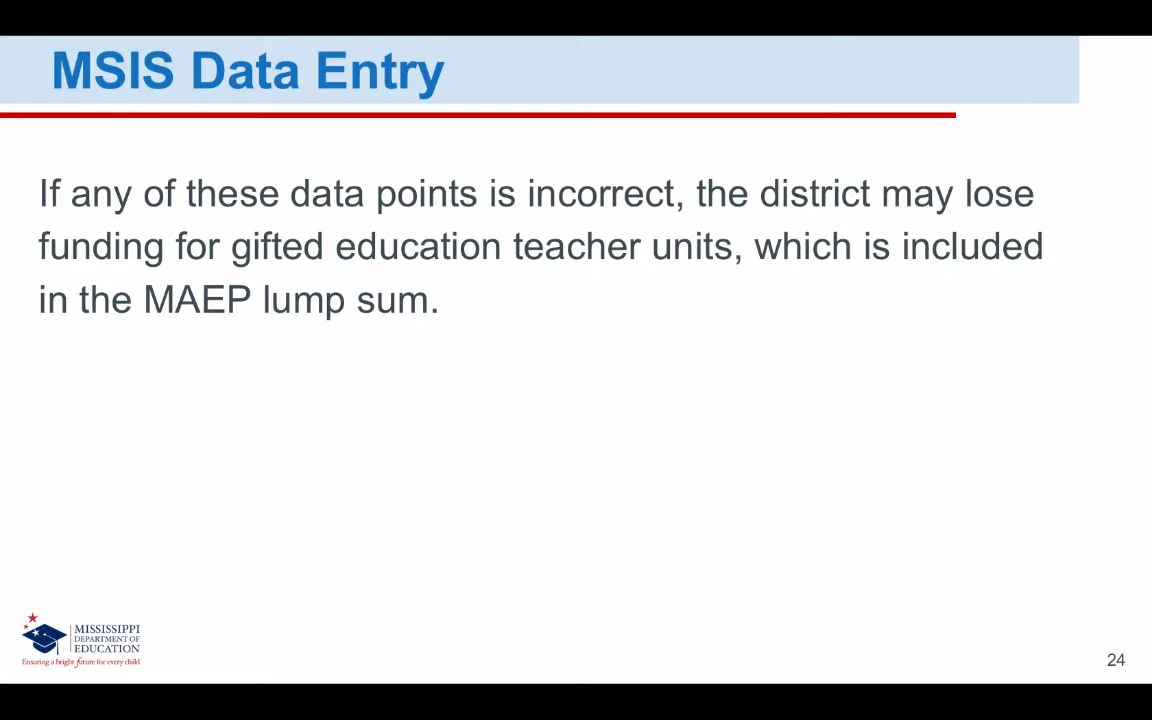 MSIS Data Entry
If any of these data points is incorrect, the district may lose
funding for gifted education teacher units, which is included
in the MAEP lump sum.
MISSISSIPPI
DEPARTMENT OF
EDUCATION
Ensuring a bright future for every child
24